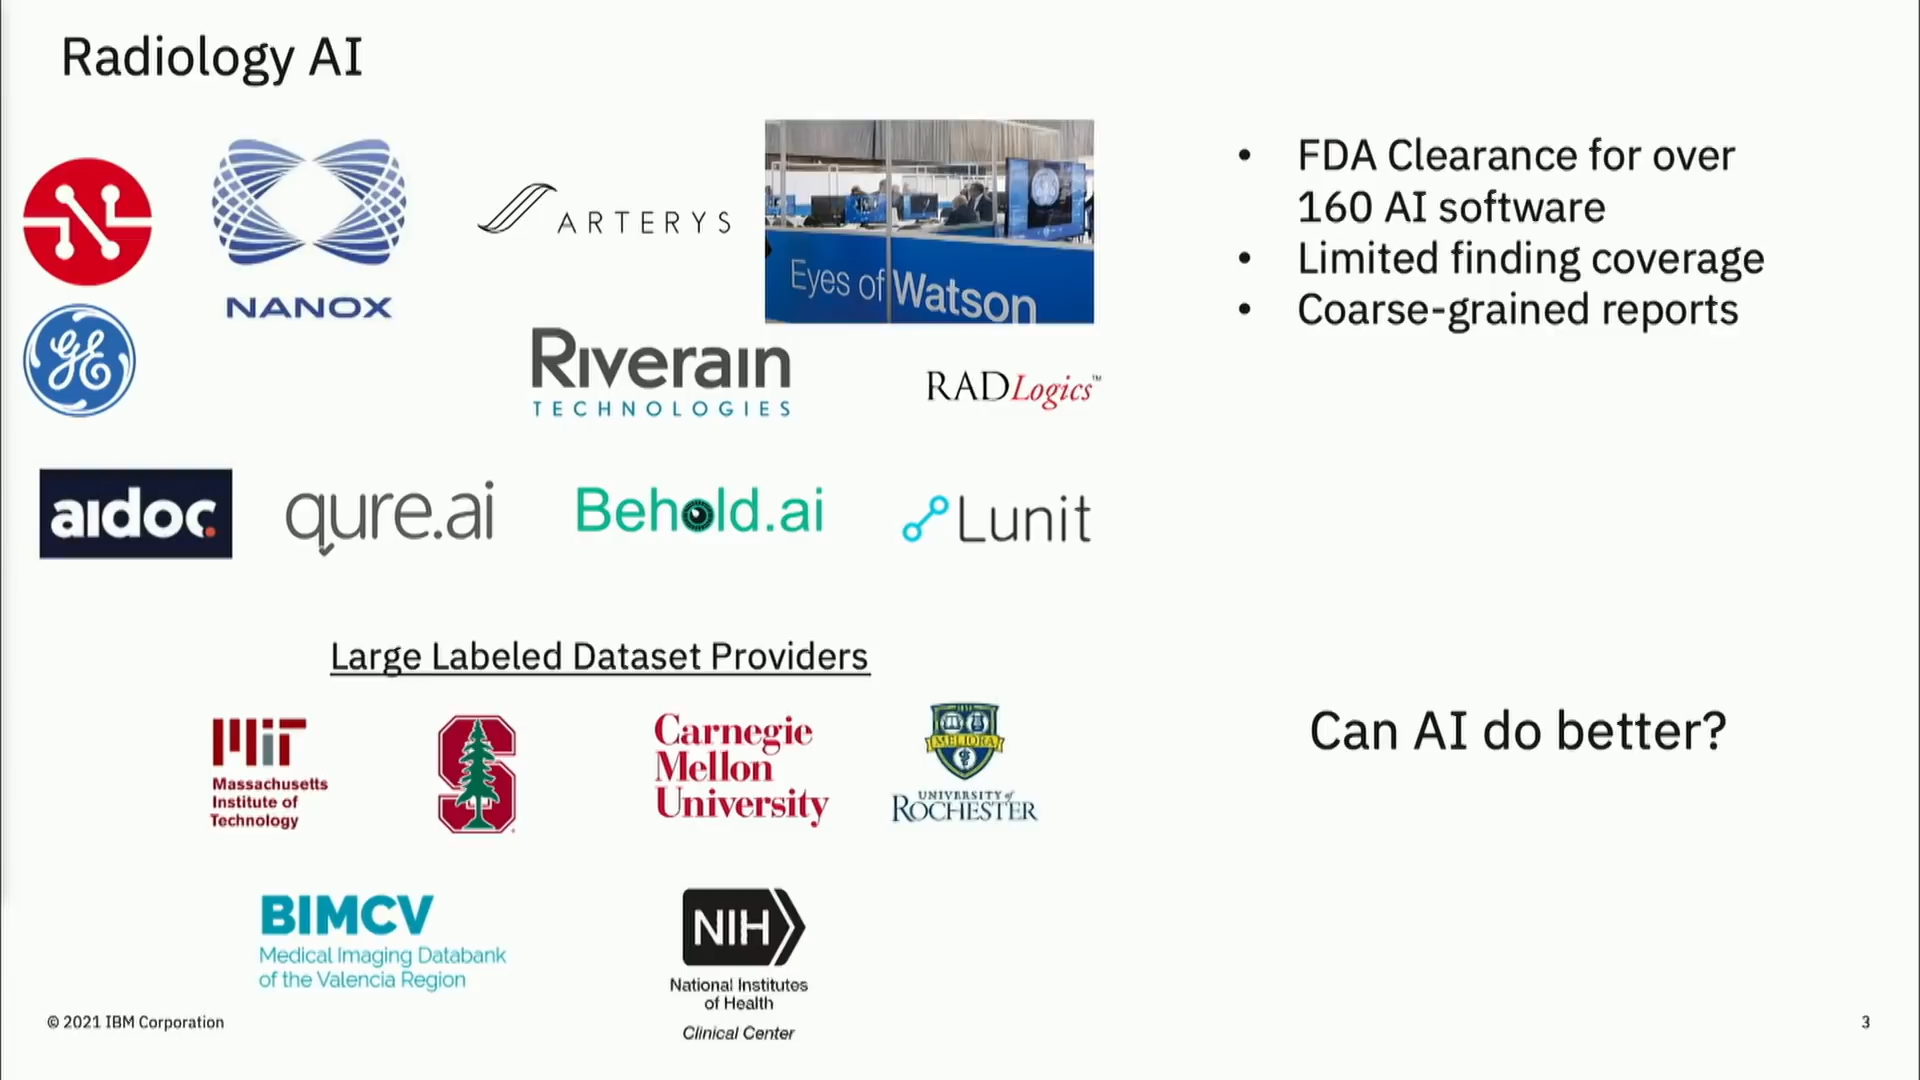 Radiology AI
NANOX
ARTERYS
Eyes of Watson
FDA Clearance for over
160 AI software
Limited finding coverage
Coarse-grained reports
GE
Riverain
TECHNOLOGIES
RADLogics™
aidoc
qure.ai
Behold.ai
Lunit
Large Labeled Dataset Providers
MIT
Massachusetts
Institute of
Technology
S
Carnegie
Mellon
University
MELIORA
UNIVERSITY of
ROCHESTER
Can AI do better?
BIMCV
Medical Imaging Databank
of the Valencia Region
NIH
National Institutes
of Health
Clinical Center
© 2021 IBM Corporation
3